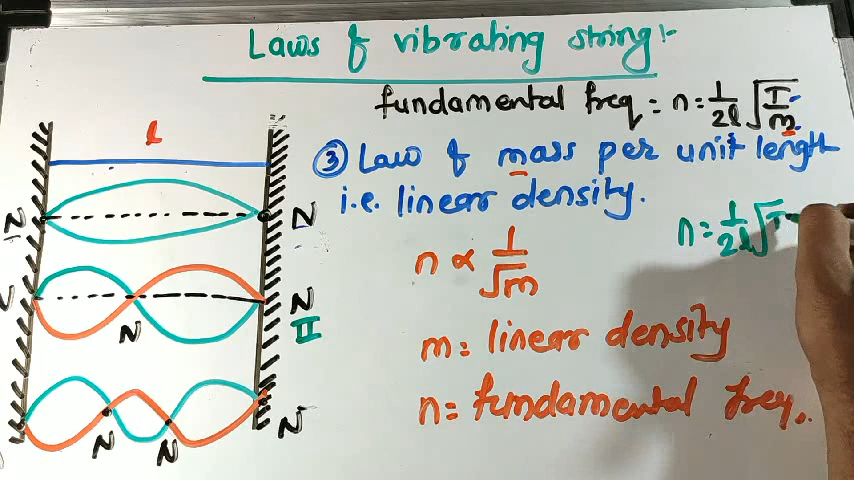 Laws of vibrating string:-
fundamental freq = n = 1/2l √T/m
l
③ Law of mass per unit length
i.e. linear density.
n ∝ 1/√m
n = 1/2l √T
m = linear density
n = fundamental freq.
N N
N N
N
II
N N N